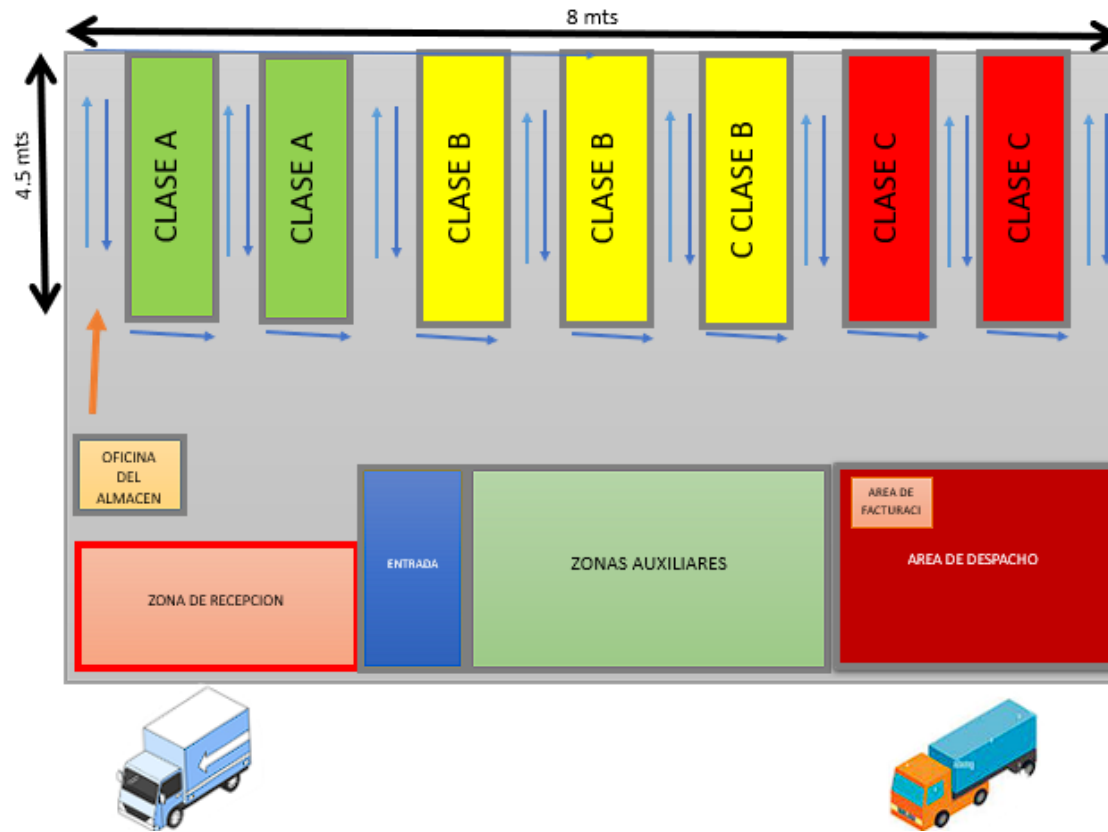 8 mts
4.5 mts
CLASE A
CLASE A
CLASE B
CLASE B
C CLASE B
CLASE C
CLASE C
OFICINA
DEL
ALMACEN
ZONA DE RECEPCION
ENTRADA
ZONAS AUXILIARES
AREA DE
FACTURACI
AREA DE DESPACHO